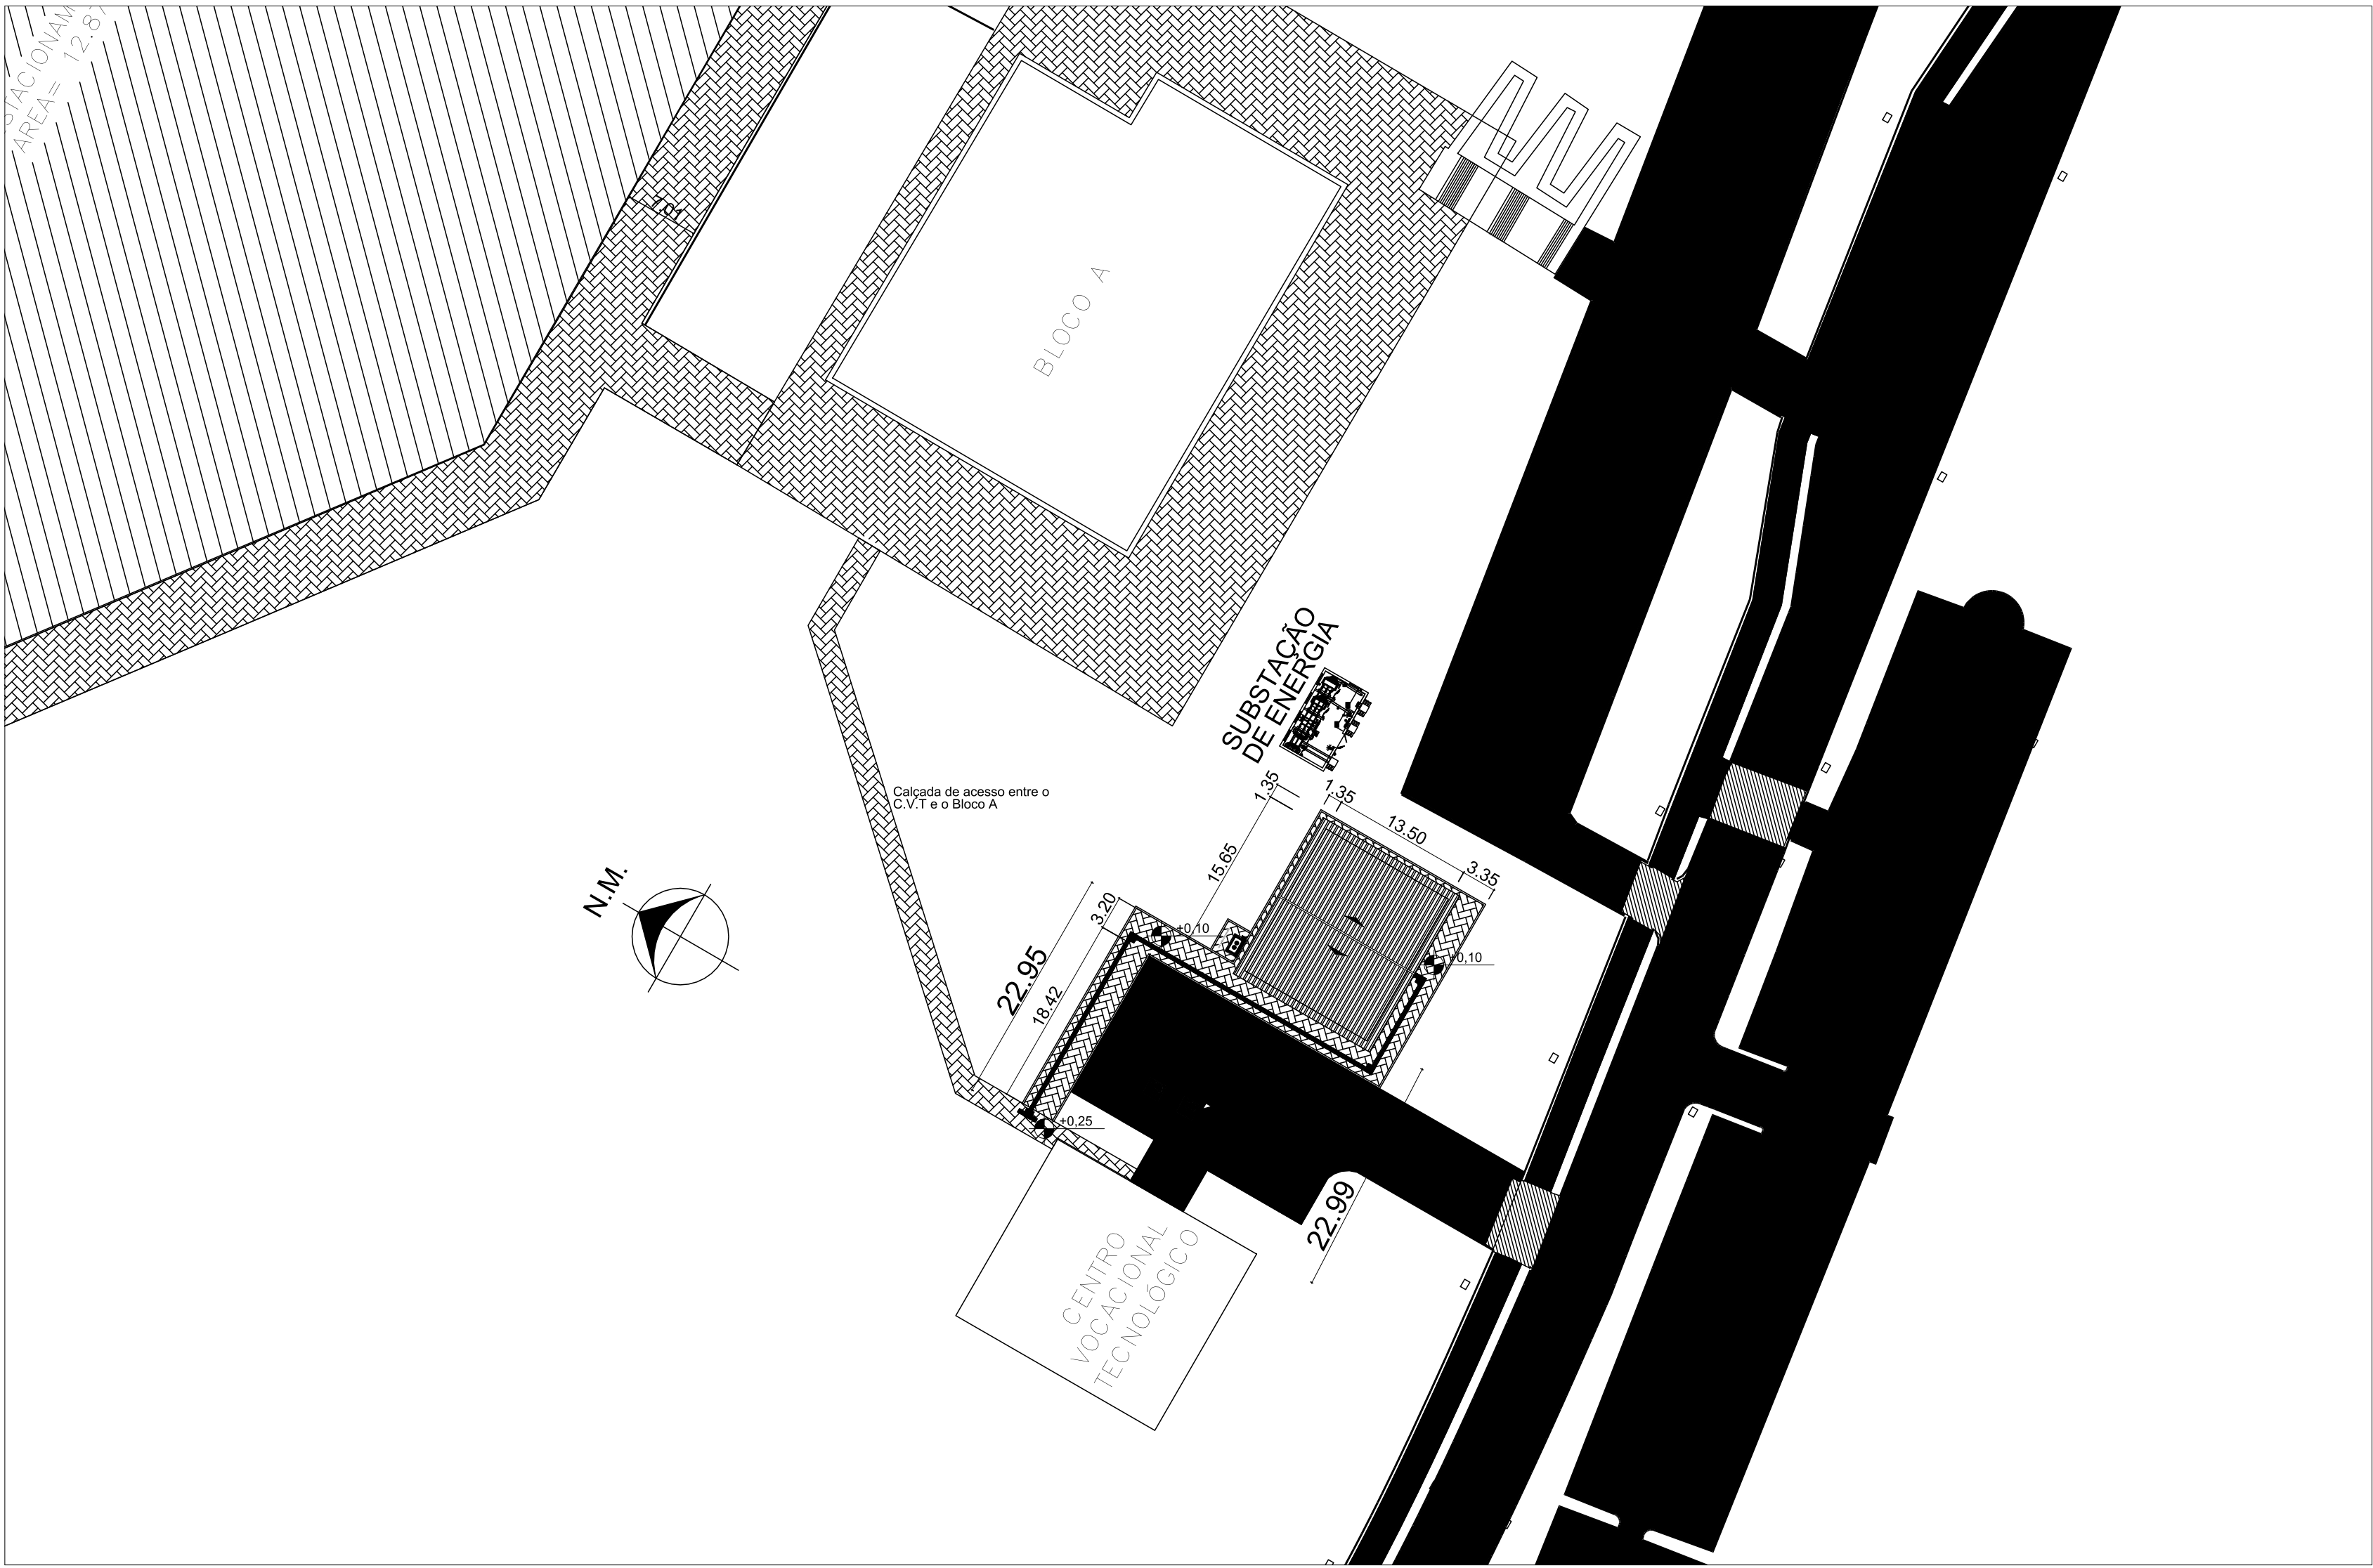 7.01
BLOCO A
SUBSTAÇÃO
DE ENERGIA
Calçada de acesso entre o
C.V.T e o Bloco A
1.35
1.35
13.50
3.35
15.65
N.M.
3.20
+0,10
+0,10
22.95
18.42
+0,25
22.99
CENTRO
VOCACIONAL
TECNOLÓGICO